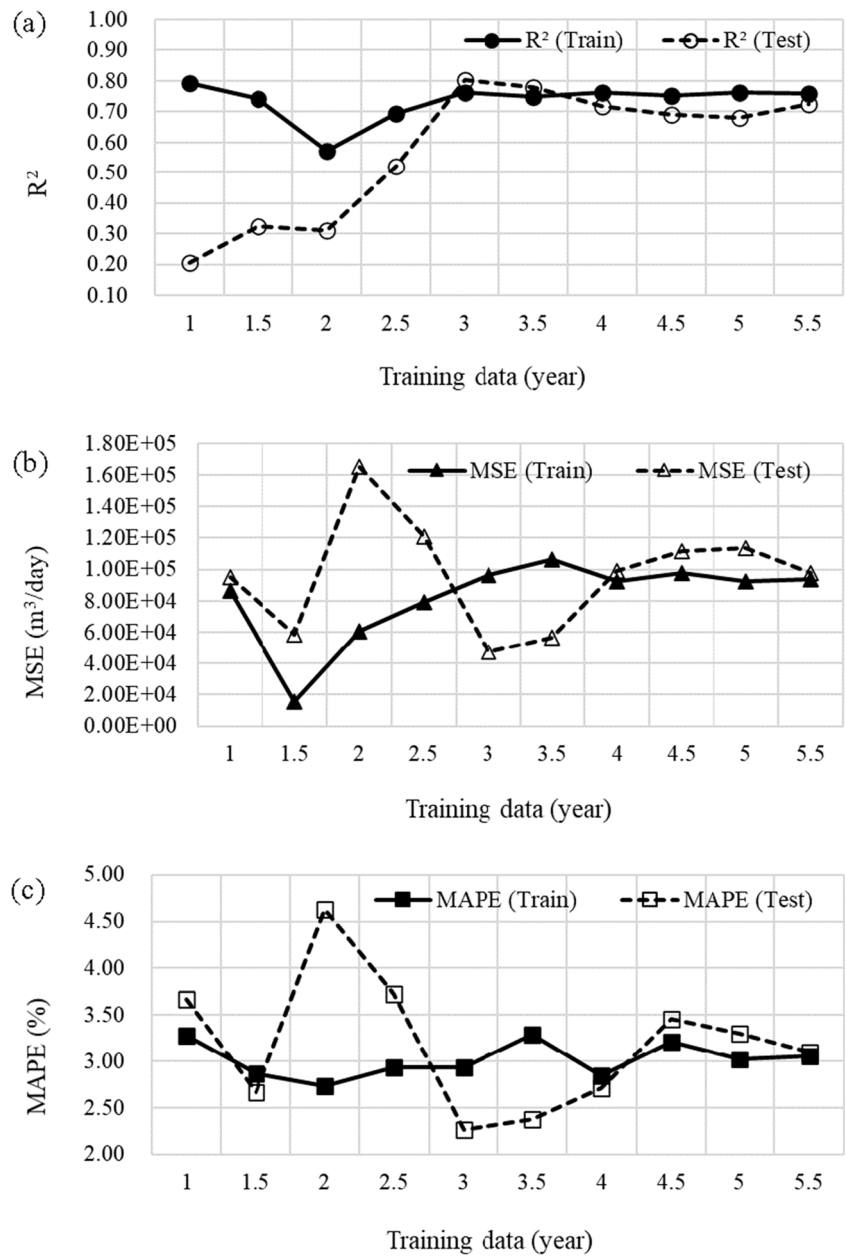 (a)
R² (Train) R² (Test)
1.00
0.90
0.80
0.70
0.60
0.50
0.40
0.30
0.20
0.10
R²
1 1.5 2 2.5 3 3.5 4 4.5 5 5.5
Training data (year)
(b)
MSE (Train) MSE (Test)
1.80E+05
1.60E+05
1.40E+05
1.20E+05
1.00E+05
8.00E+04
6.00E+04
4.00E+04
2.00E+04
0.00E+00
MSE (m³/day)
1 1.5 2 2.5 3 3.5 4 4.5 5 5.5
Training data (year)
(c)
MAPE (Train) MAPE (Test)
5.00
4.50
4.00
3.50
3.00
2.50
2.00
MAPE (%)
1 1.5 2 2.5 3 3.5 4 4.5 5 5.5
Training data (year)